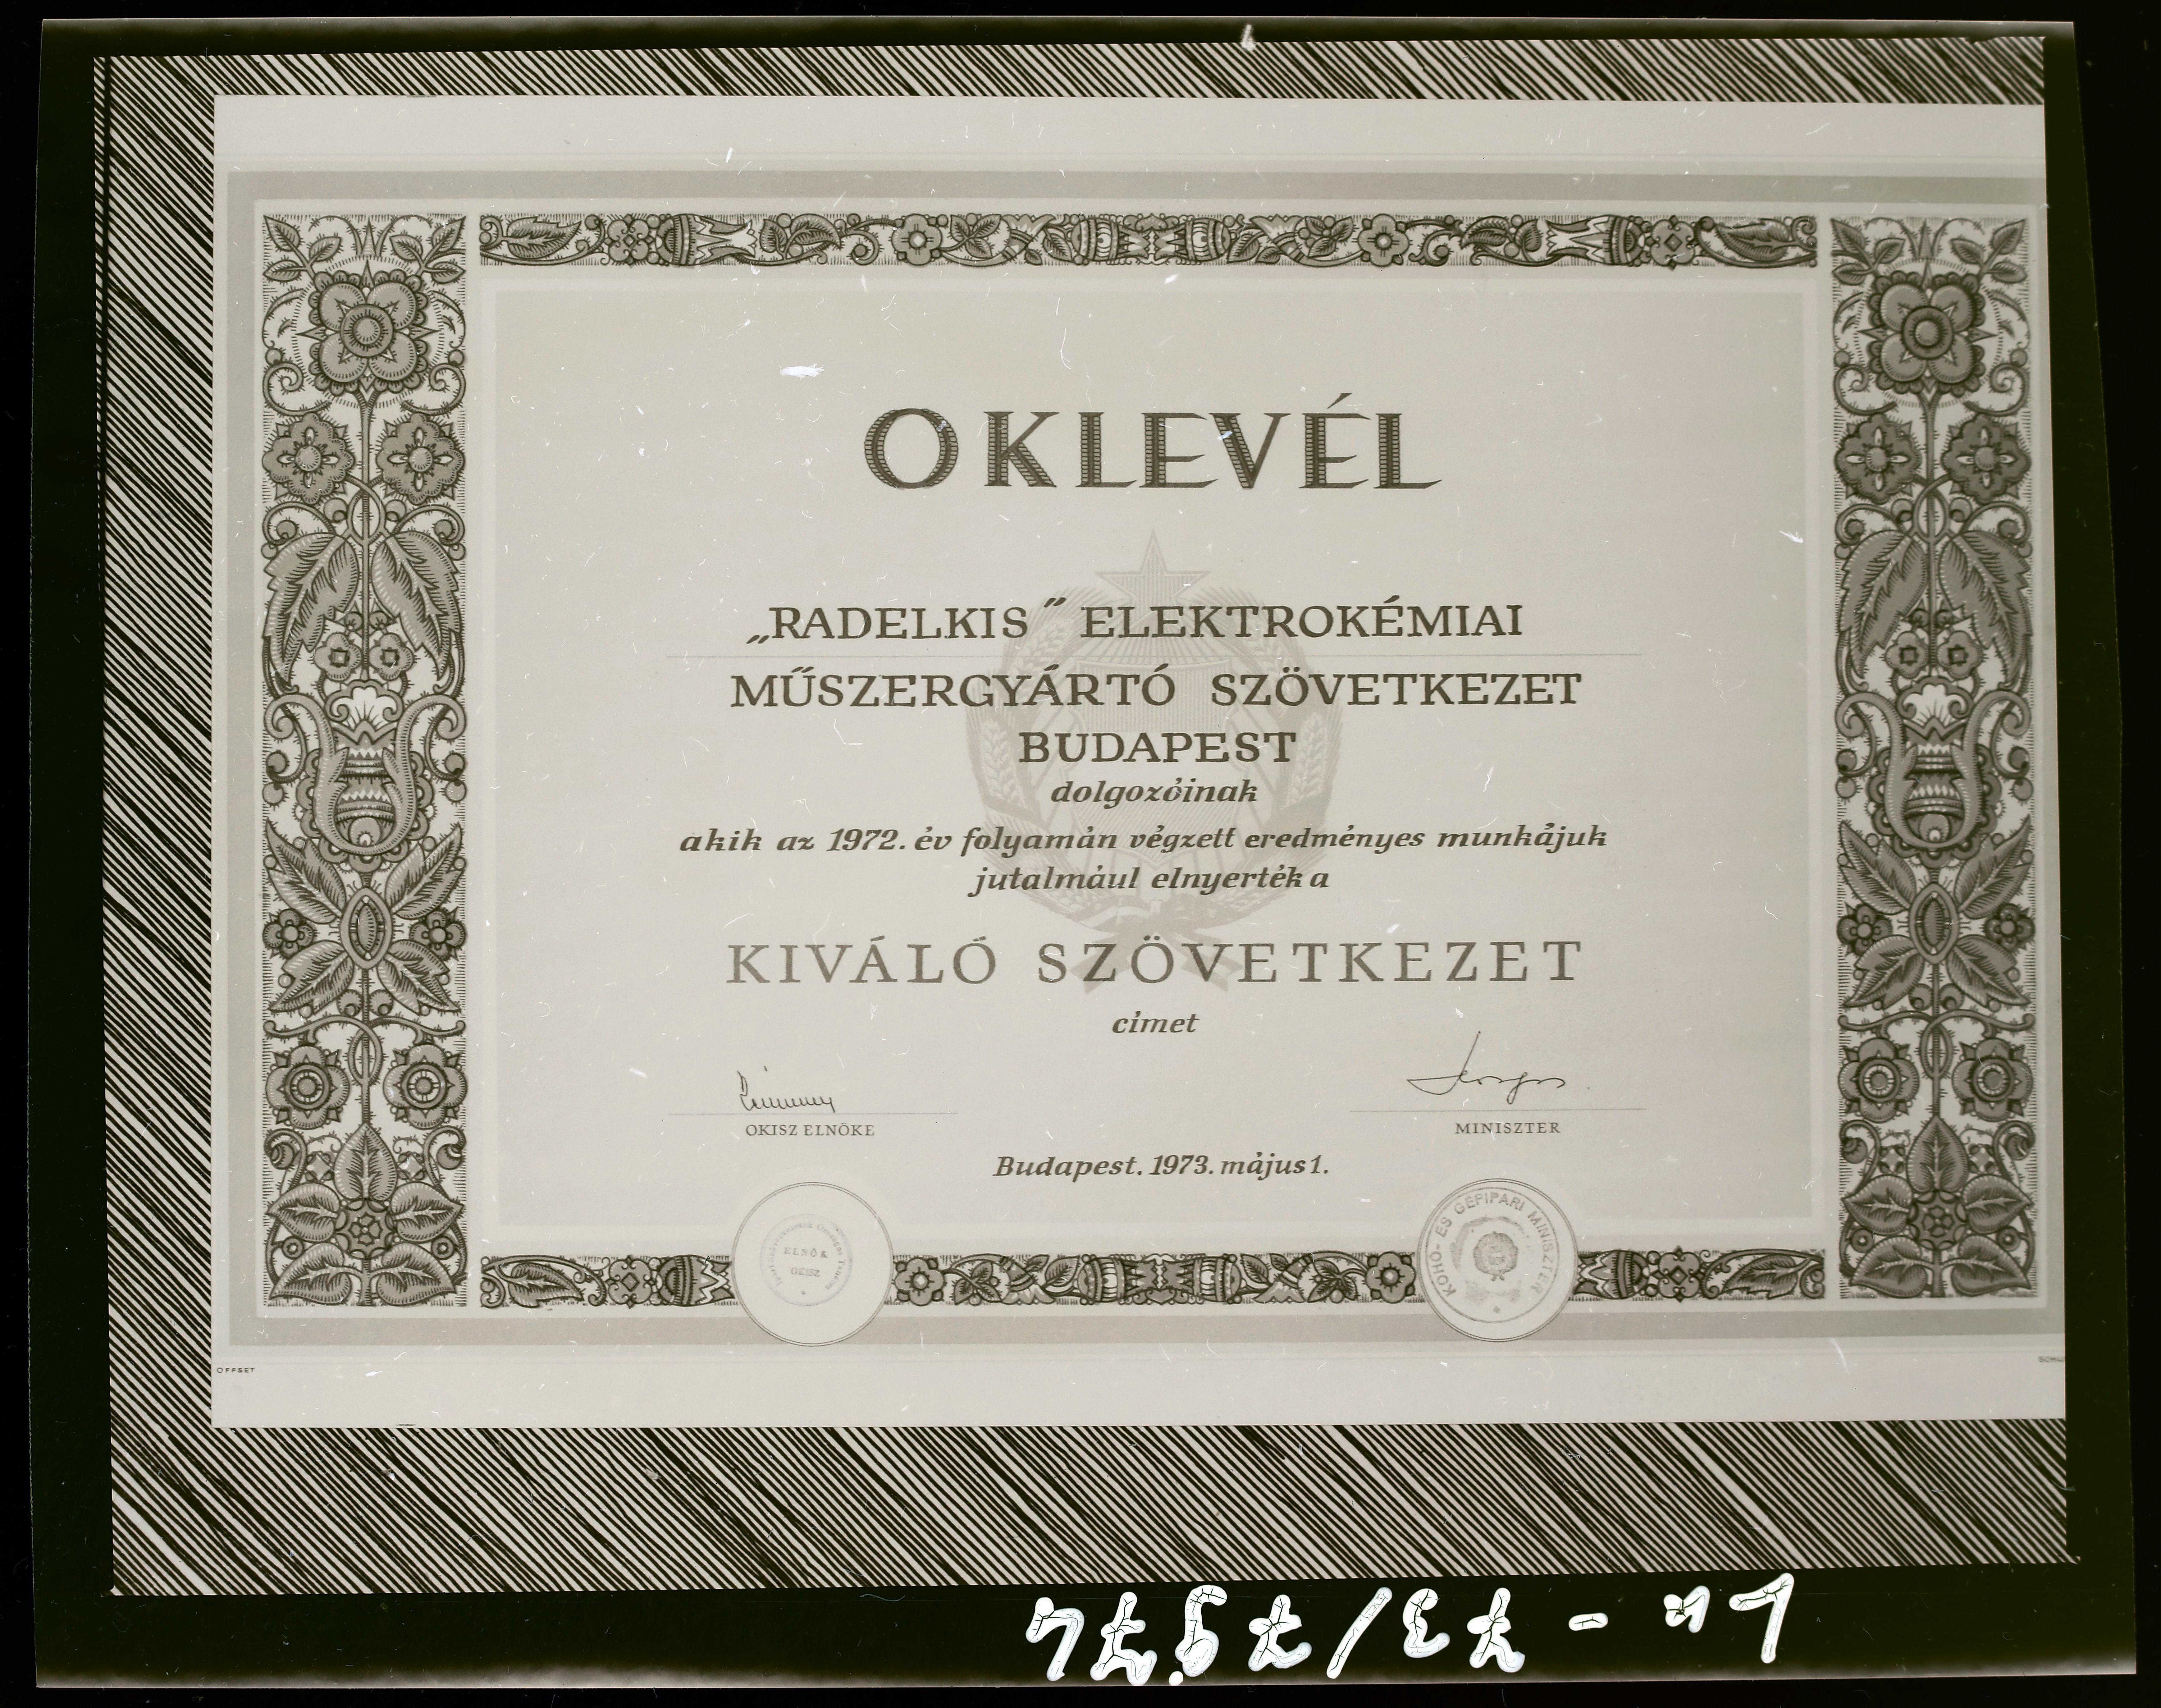 OKLEVÉL
„RADELKIS" ELEKTROKÉMIAI
MŰSZERGYÁRTÓ SZÖVETKEZET
BUDAPEST
dolgozóinak
akik az 1972. év folyamán végzett eredményes munkájuk
jutalmául elnyerték a
KIVÁLÓ SZÖVETKEZET
címet
OKISZ ELNÖKE
MINISZTER
Budapest. 1973. május 1.
ELNÖK
OKISZ
KOHÓ- ÉS GÉPIPARI MINISZTER
OFFSET